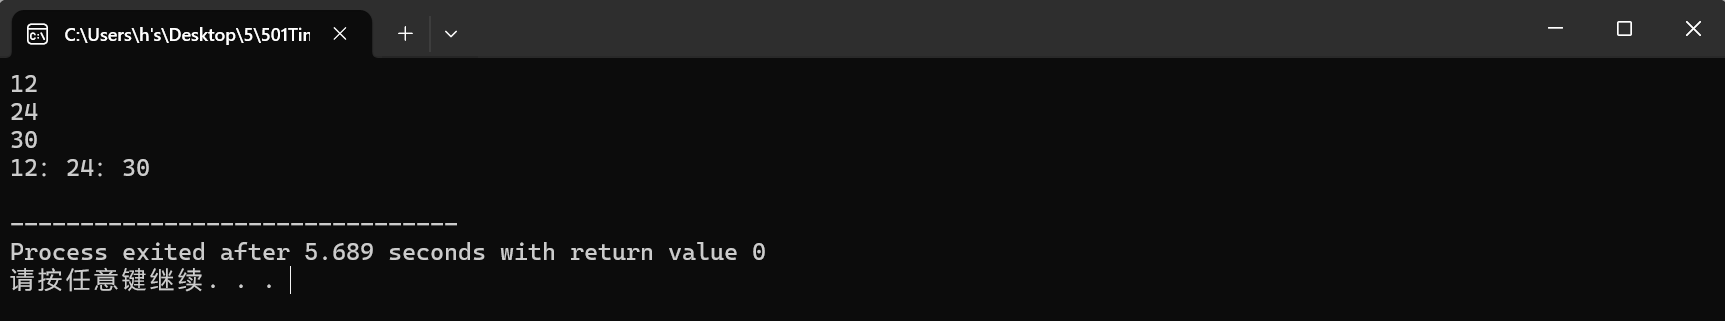 C:\Users\h's\Desktop\5\501Tin
12
24
30
12: 24: 30
--------------------------------
Process exited after 5.689 seconds with return value 0
请按任意键继续. . .